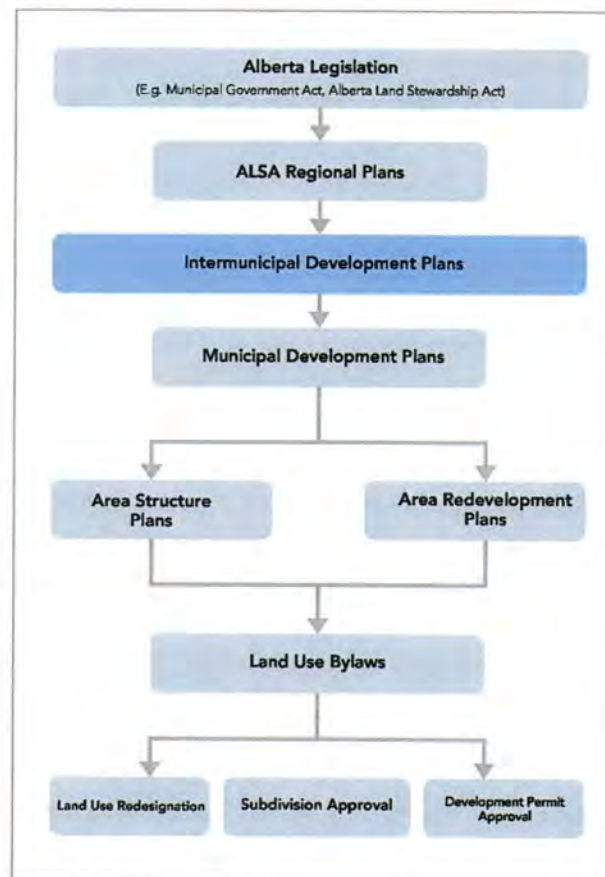 Alberta Legislation
(E.g. Municipal Government Act, Alberta Land Stewardship Act)
ALSA Regional Plans
Intermunicipal Development Plans
Municipal Development Plans
Area Structure
Plans
Area Redevelopment
Plans
Land Use Bylaws
Land Use Redesignation
Subdivision Approval
Development Permit
Approval